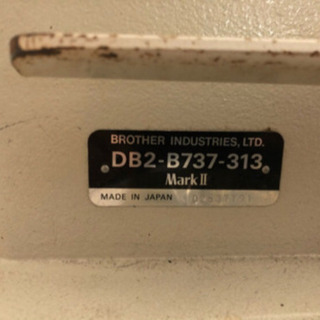 BROTHER INDUSTRIES, LTD.
DB2-B737-313
Mark II
MADE IN JAPAN